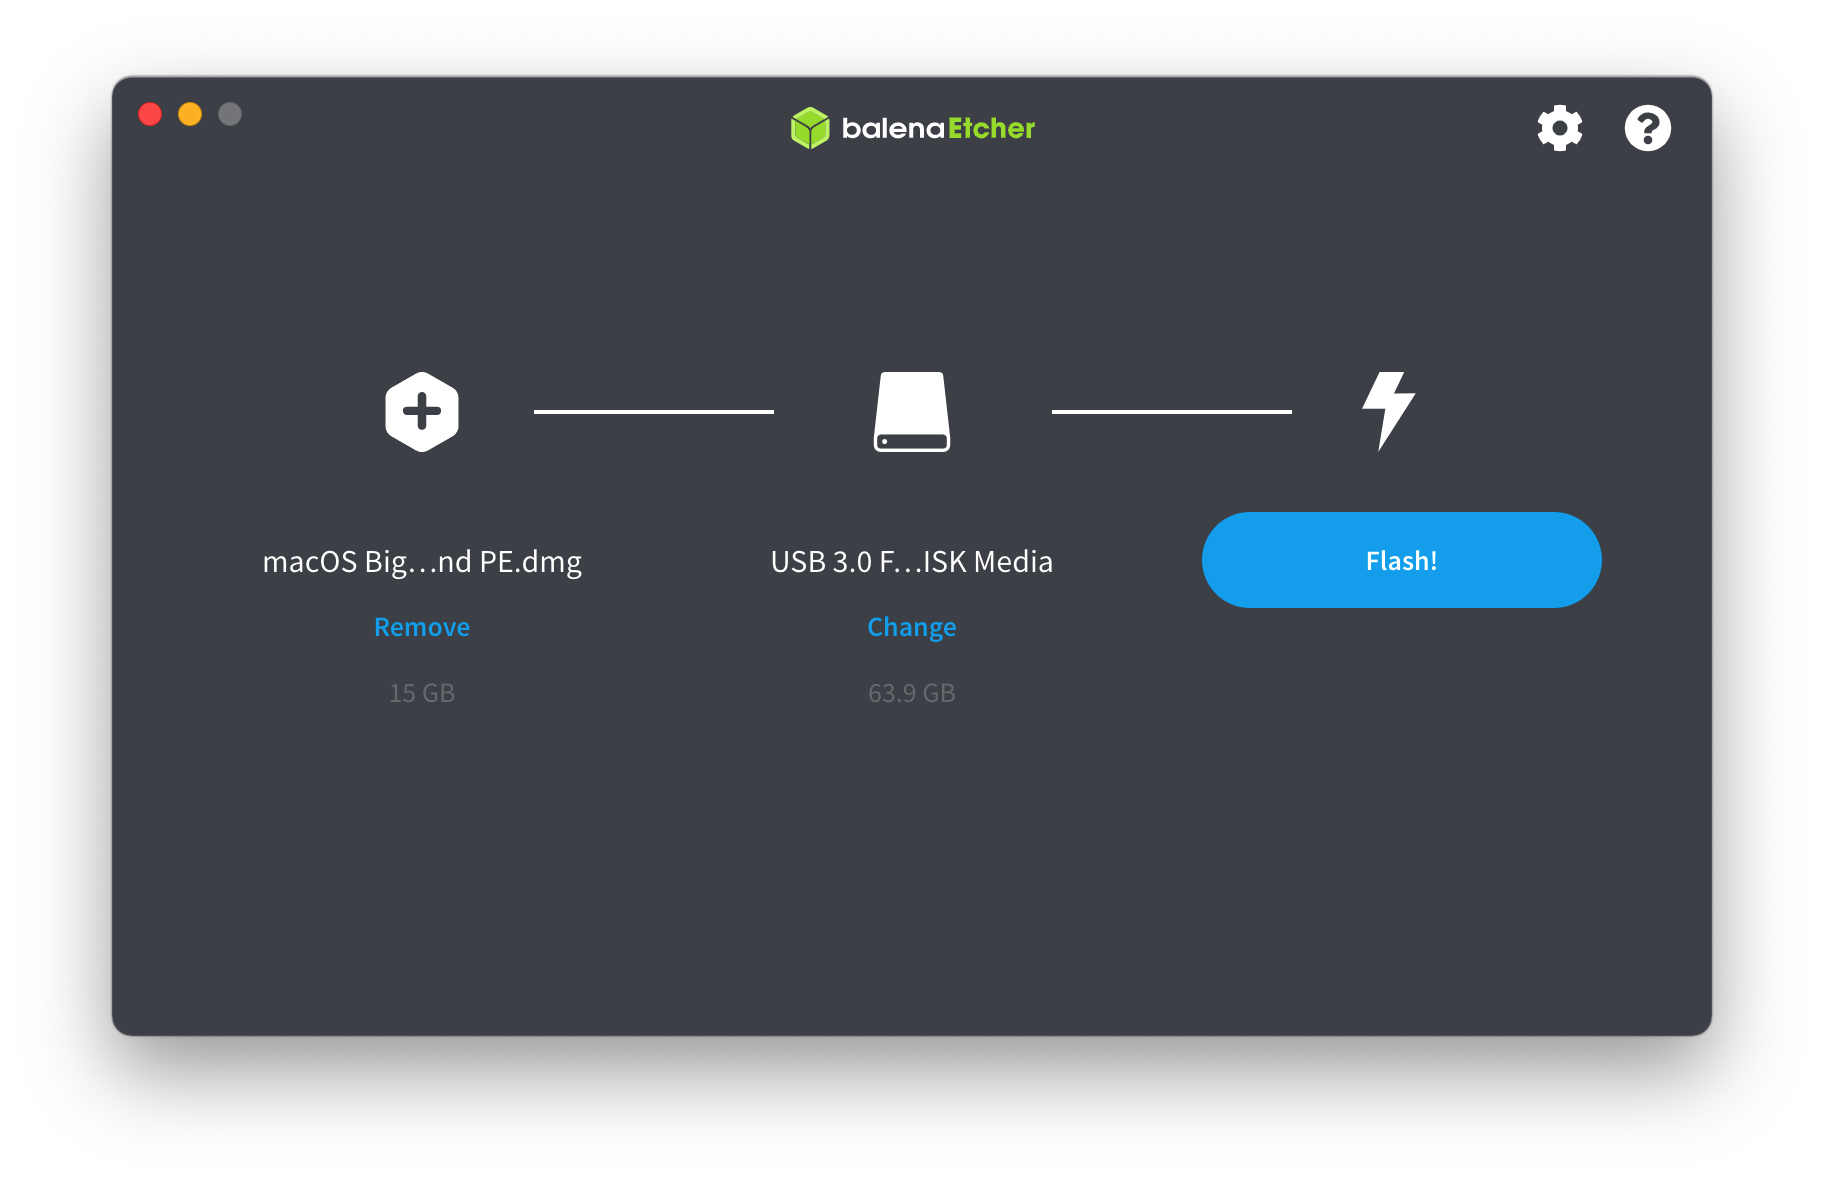 balenaEtcher
macOS Big...nd PE.dmg
USB 3.0 F...ISK Media
Flash!
Remove
Change
15 GB
63.9 GB